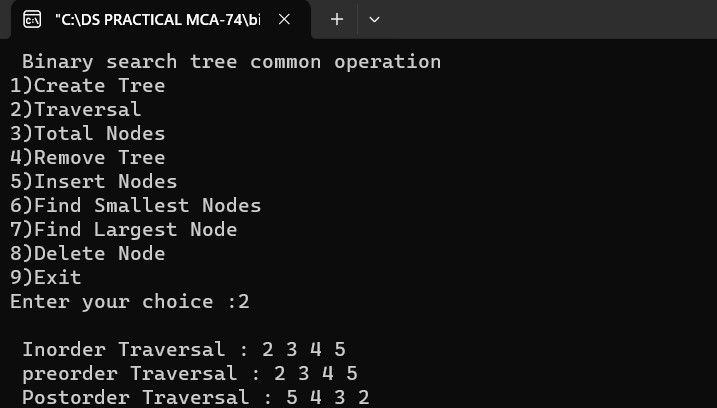 "C:\DS PRACTICAL MCA-74\bi
Binary search tree common operation
1)Create Tree
2)Traversal
3)Total Nodes
4)Remove Tree
5)Insert Nodes
6)Find Smallest Nodes
7)Find Largest Node
8)Delete Node
9)Exit
Enter your choice :2
Inorder Traversal : 2 3 4 5
preorder Traversal : 2 3 4 5
Postorder Traversal : 5 4 3 2